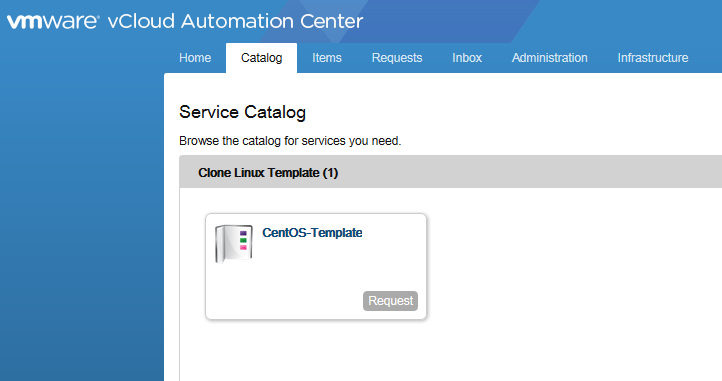 vmware® vCloud Automation Center
Home Catalog Items Requests Inbox Administration Infrastructure
Service Catalog
Browse the catalog for services you need.
Clone Linux Template (1)
CentOS-Template
Request